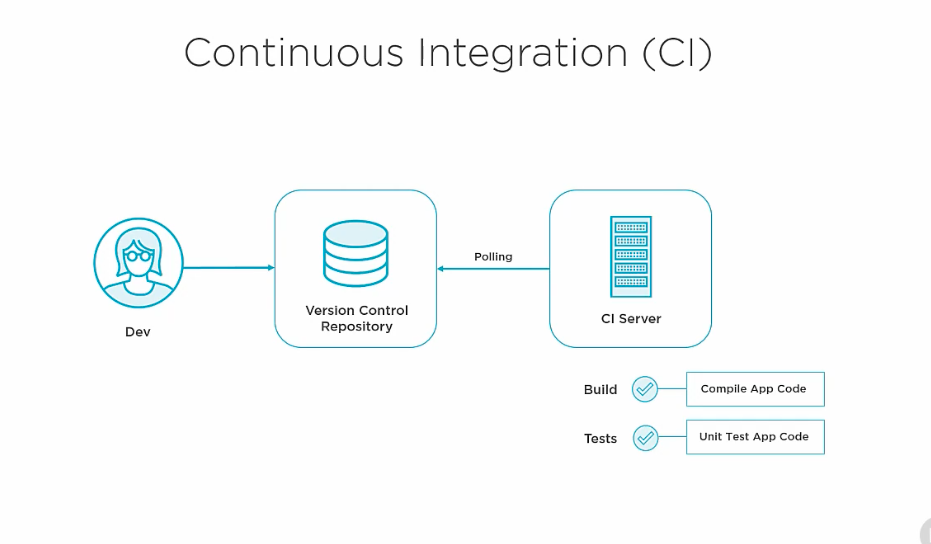 Continuous Integration (CI)
Polling
Version Control
Repository
CI Server
Dev
Build
Compile App Code
Tests
Unit Test App Code